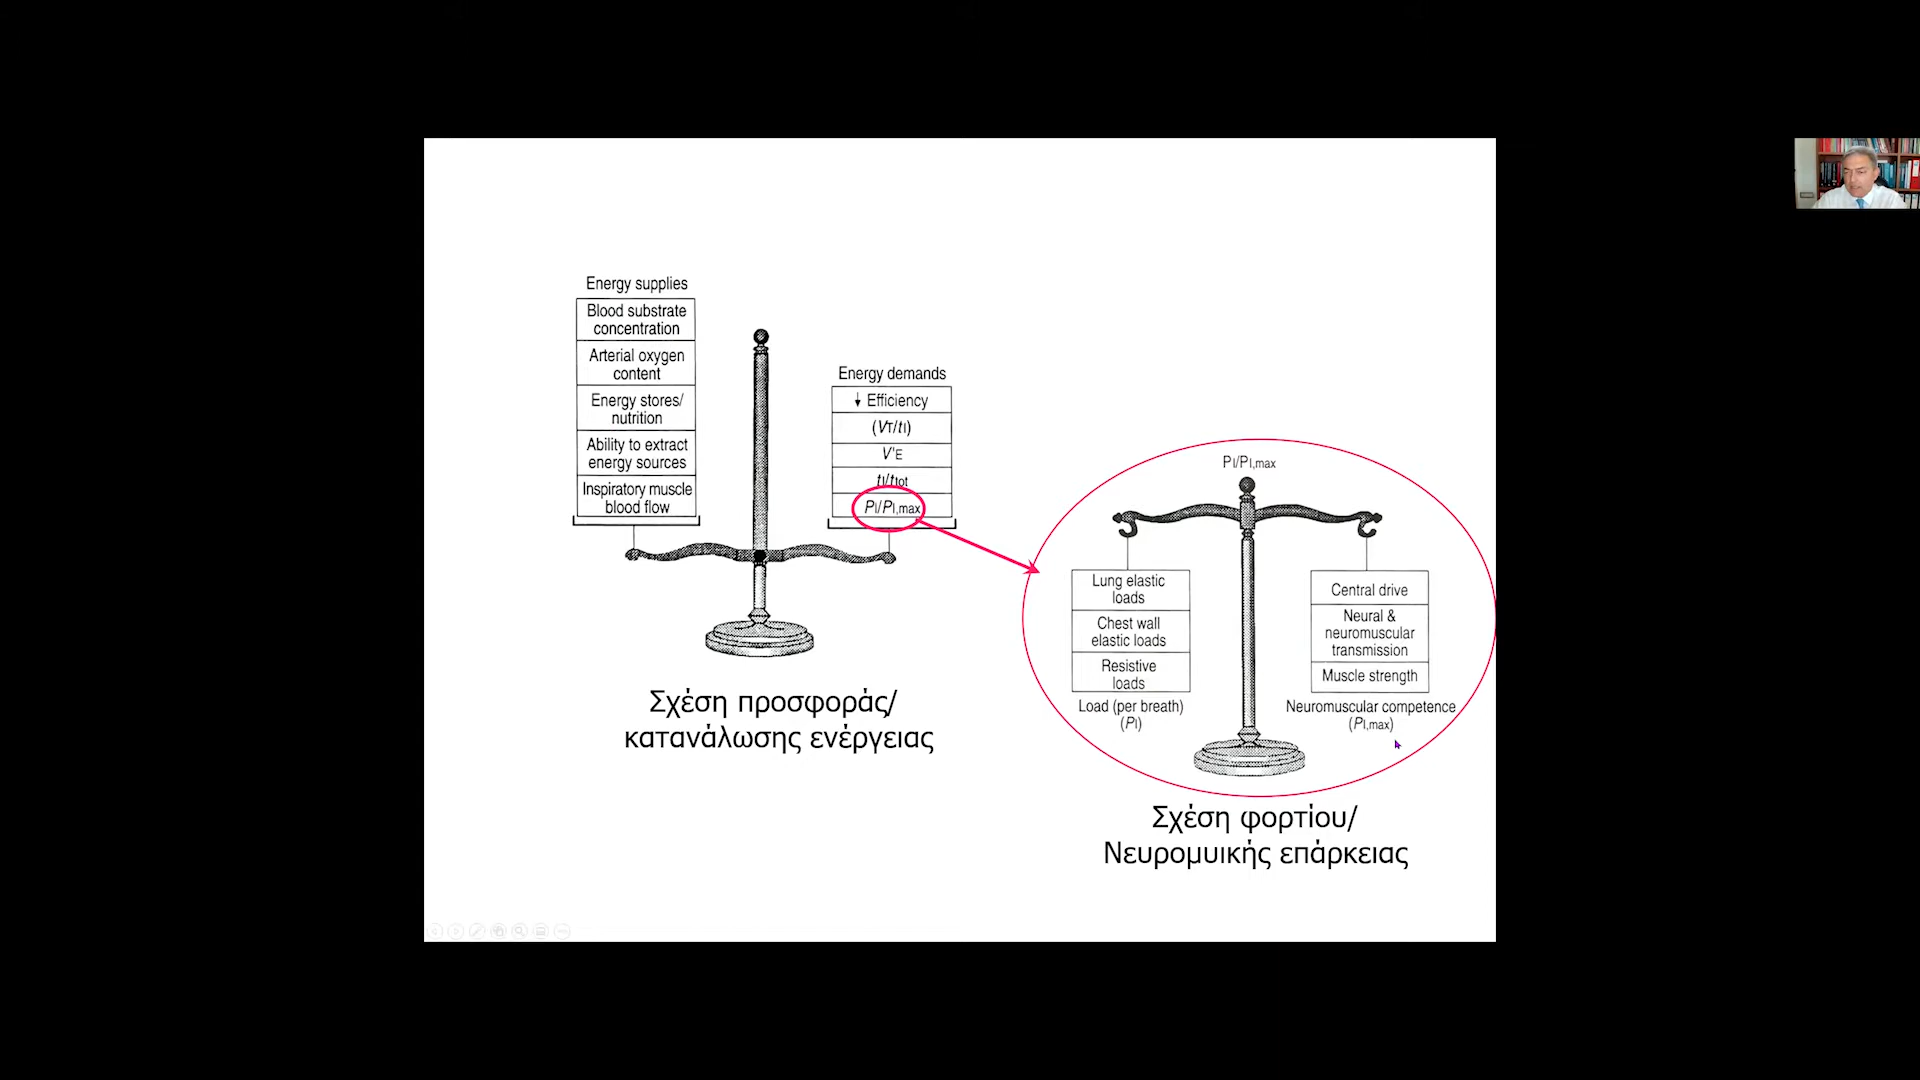 Energy supplies
Blood substrate
concentration
Arterial oxygen
content
Energy stores/
nutrition
Ability to extract
energy sources
Inspiratory muscle
blood flow
Energy demands
↓ Efficiency
(VT/tI)
V'E
tI/ttot
PI/PI,max
Σχέση προσφοράς/
κατανάλωσης ενέργειας
PI/PI,max
Lung elastic
loads
Chest wall
elastic loads
Resistive
loads
Load (per breath)
(PI)
Central drive
Neural &
neuromuscular
transmission
Muscle strength
Neuromuscular competence
(PI,max)
Σχέση φορτίου/
Νευρομυικής επάρκειας